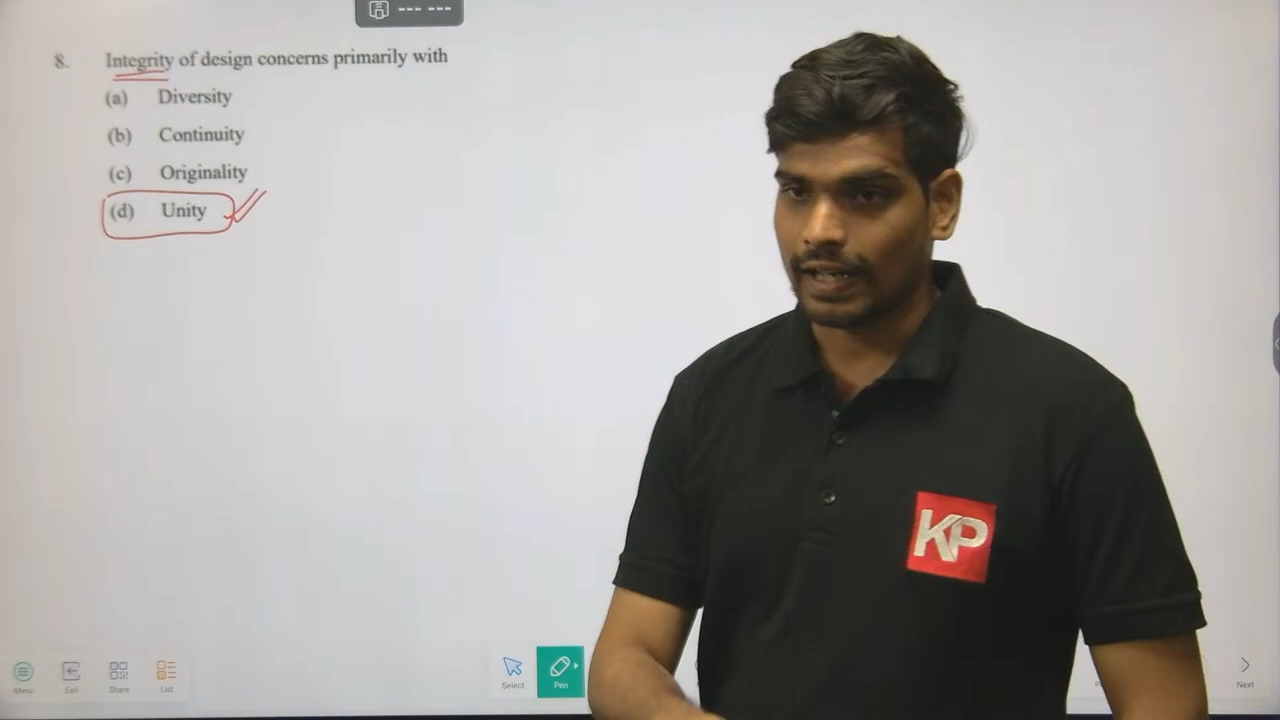 8. Integrity of design concerns primarily with
(a) Diversity
(b) Continuity
(c) Originality
(d) Unity
KP
Menu Exit Share List Select Pen Next